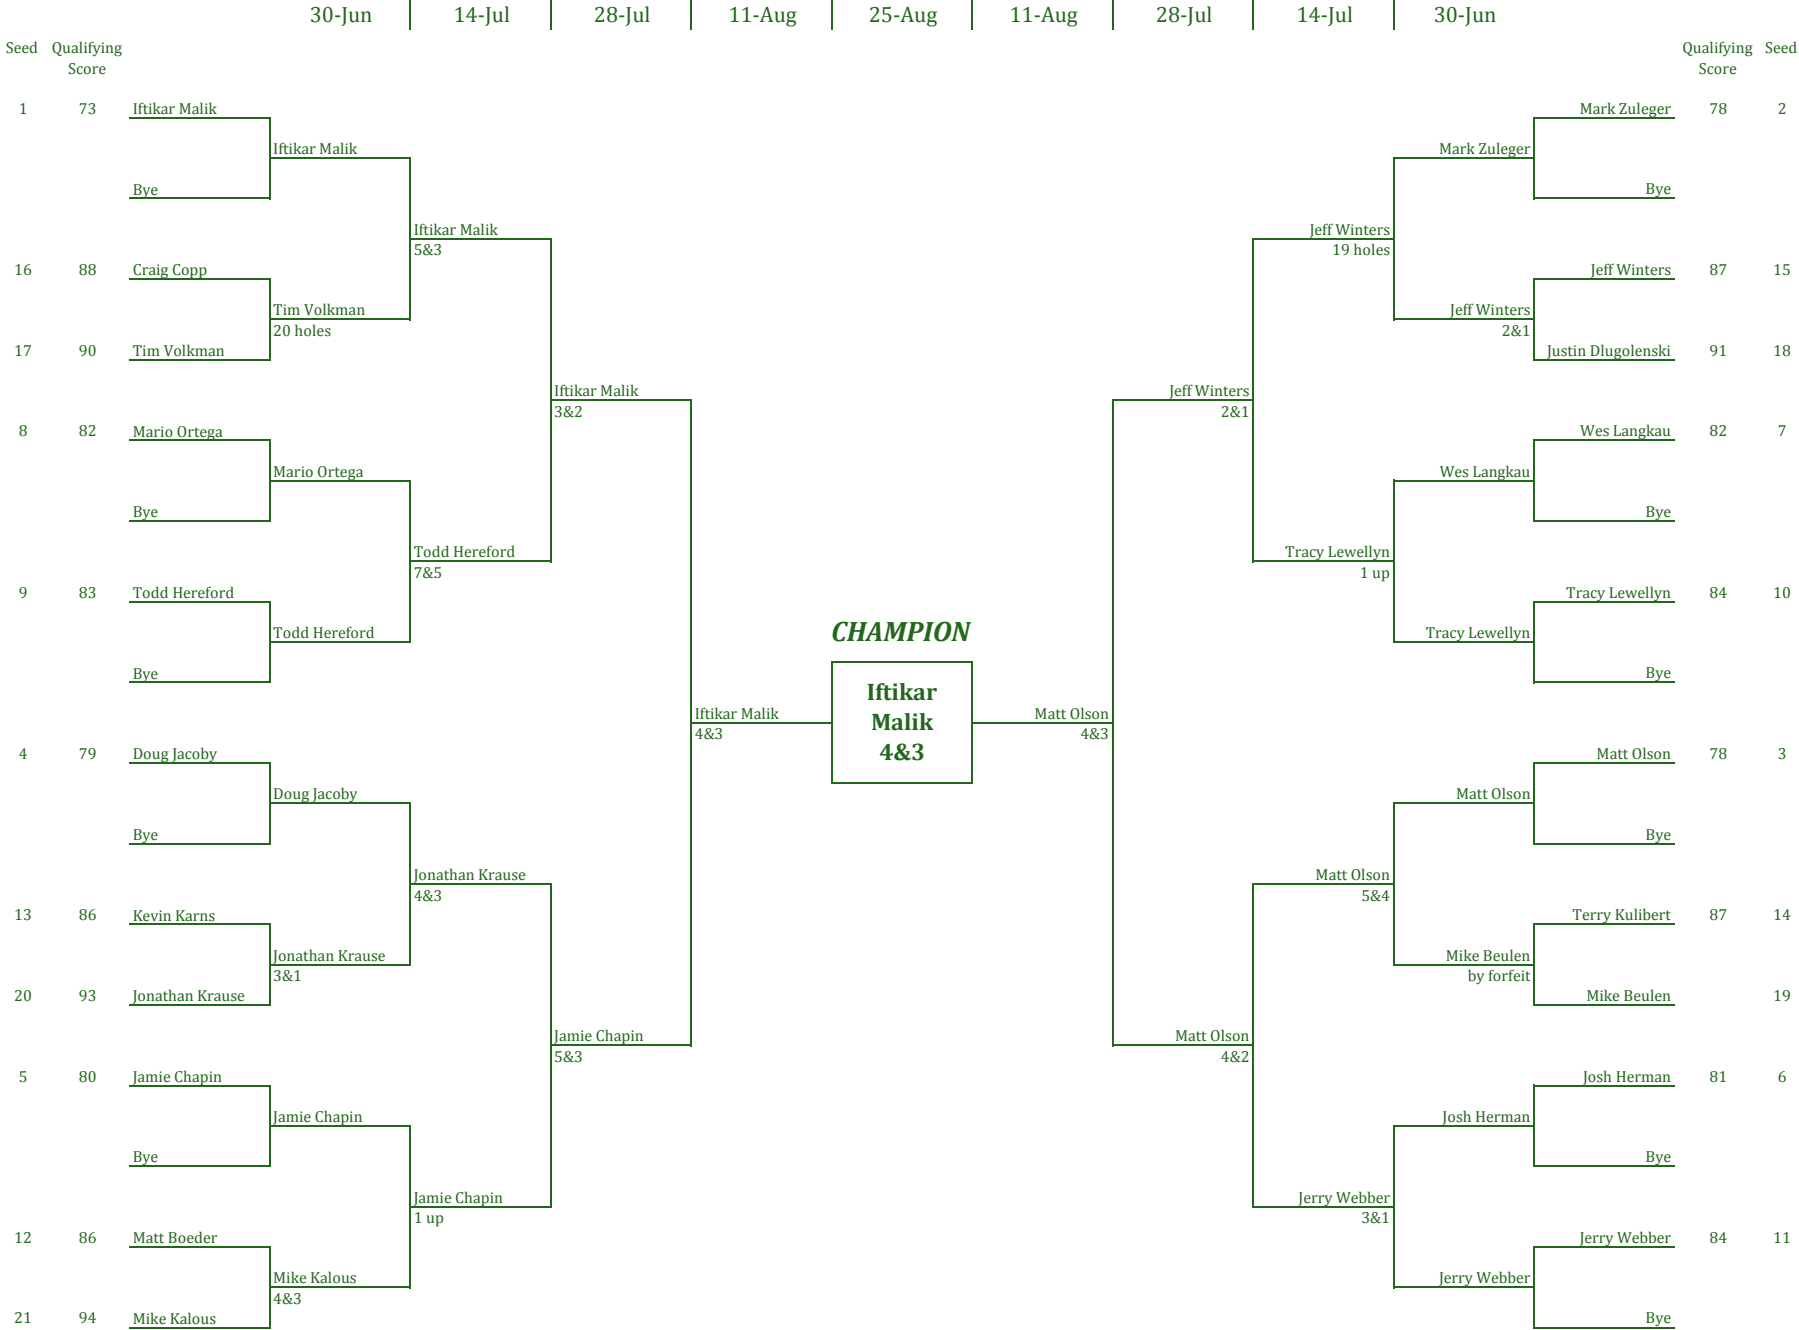 30-Jun 14-Jul 28-Jul 11-Aug 25-Aug 11-Aug 28-Jul 14-Jul 30-Jun
Seed Qualifying Qualifying Seed
Score Score
1 73 Iftikar Malik Mark Zuleger 78 2
Iftikar Malik Mark Zuleger
Bye Bye
Iftikar Malik Jeff Winters
5&3 19 holes
16 88 Craig Copp Jeff Winters 87 15
Tim Volkman Jeff Winters
20 holes 2&1
17 90 Tim Volkman Justin Dlugolenski 91 18
Iftikar Malik Jeff Winters
3&2 2&1
8 82 Mario Ortega Wes Langkau 82 7
Mario Ortega Wes Langkau
Bye Bye
Todd Hereford Tracy Lewellyn
7&5 1 up
9 83 Todd Hereford Tracy Lewellyn 84 10
Todd Hereford CHAMPION Tracy Lewellyn
Bye Bye
Iftikar
Iftikar Malik Malik Matt Olson
4&3 4&3
4&3
4 79 Doug Jacoby Matt Olson 78 3
Doug Jacoby Matt Olson
Bye Bye
Jonathan Krause Matt Olson
4&3 5&4
13 86 Kevin Karns Terry Kulibert 87 14
Jonathan Krause Mike Beulen
3&1 by forfeit
20 93 Jonathan Krause Mike Beulen 19
Jamie Chapin Matt Olson
5&3 4&2
5 80 Jamie Chapin Josh Herman 81 6
Jamie Chapin Josh Herman
Bye Bye
Jamie Chapin Jerry Webber
1 up 3&1
12 86 Matt Boeder Jerry Webber 84 11
Mike Kalous Jerry Webber
4&3
21 94 Mike Kalous Bye